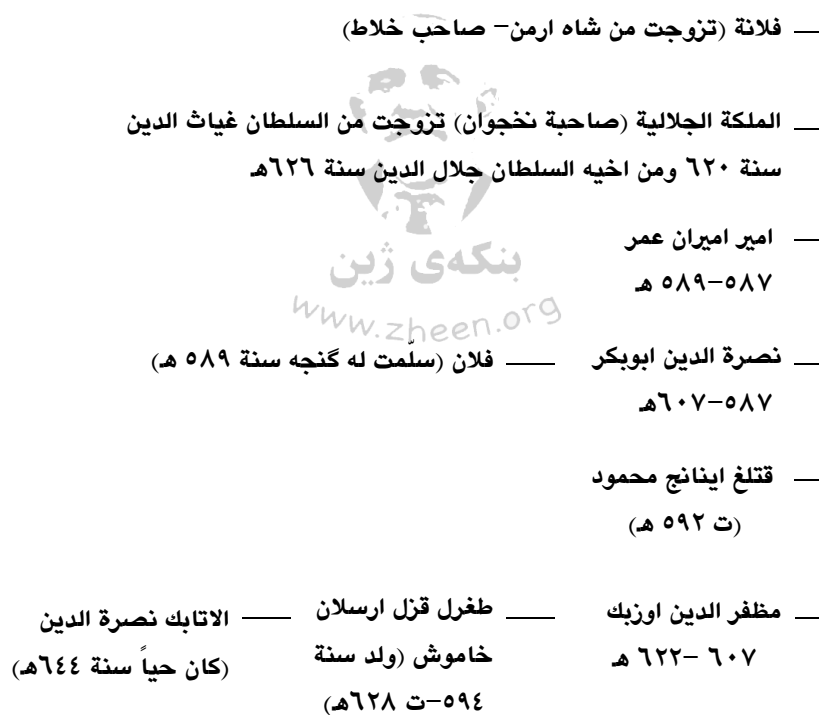 فلانة (تزوجت من شاه ارمن- صاحب خلاط)
الملكة الجلالية (صاحبة نخجوان) تزوجت من السلطان غياث الدين
سنة ٦٢٠ ومن اخيه السلطان جلال الدين سنة ٦٢٦هـ
امير اميران عمر
٥٨٧-٥٨٩ هـ
بنكەی ژین
www.zheen.org
نصرة الدين ابوبكر فلان (سلّمت له گنجه سنة ٥٨٩ هـ)
٥٨٧-٦٠٧هـ
قتلغ اينانج محمود
(ت ٥٩٢ هـ)
مظفر الدين اوزبك طغرل قزل ارسلان الاتابك نصرة الدين
٦٠٧ -٦٢٢ هـ خاموش (ولد سنة (كان حياً سنة ٦٤٤هـ)
٥٩٤-ت ٦٢٨هـ)